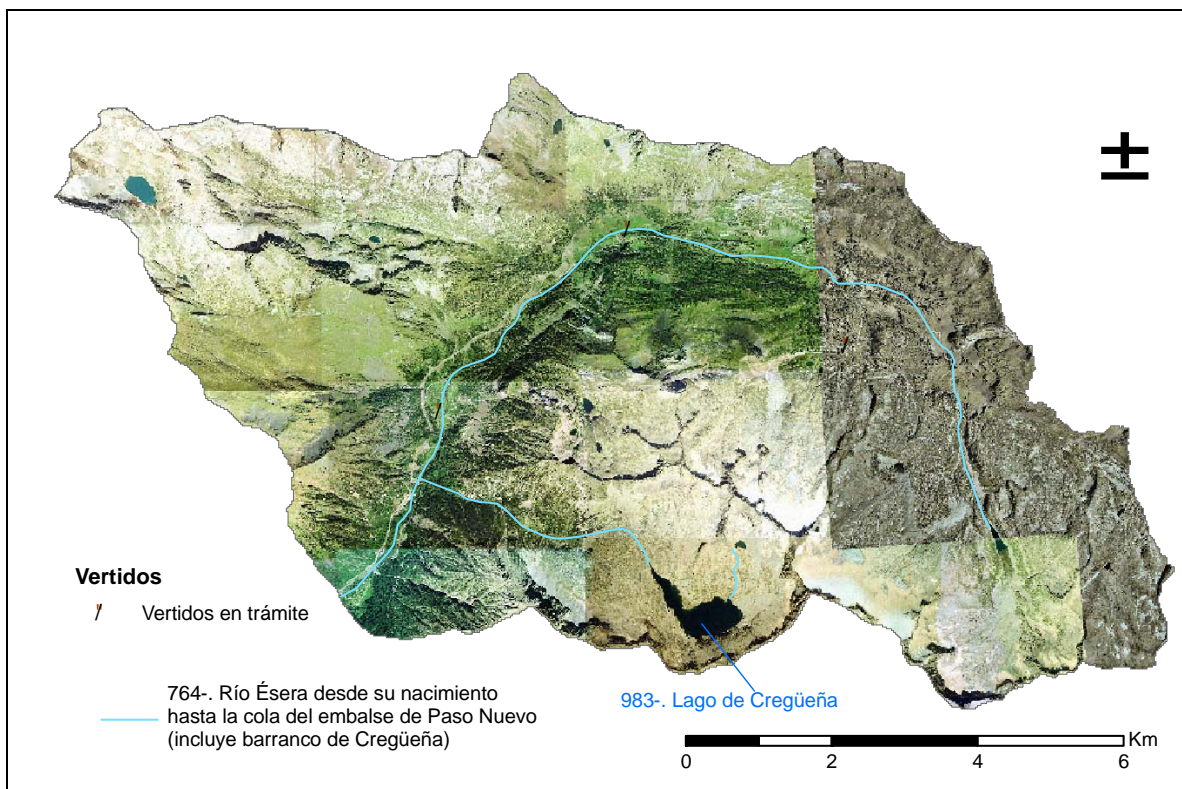 Vertidos
Vertidos en trámite
764-. Río Ésera desde su nacimiento
hasta la cola del embalse de Paso Nuevo
(incluye barranco de Cregüeña)
983-. Lago de Cregüeña
Km
0 2 4 6